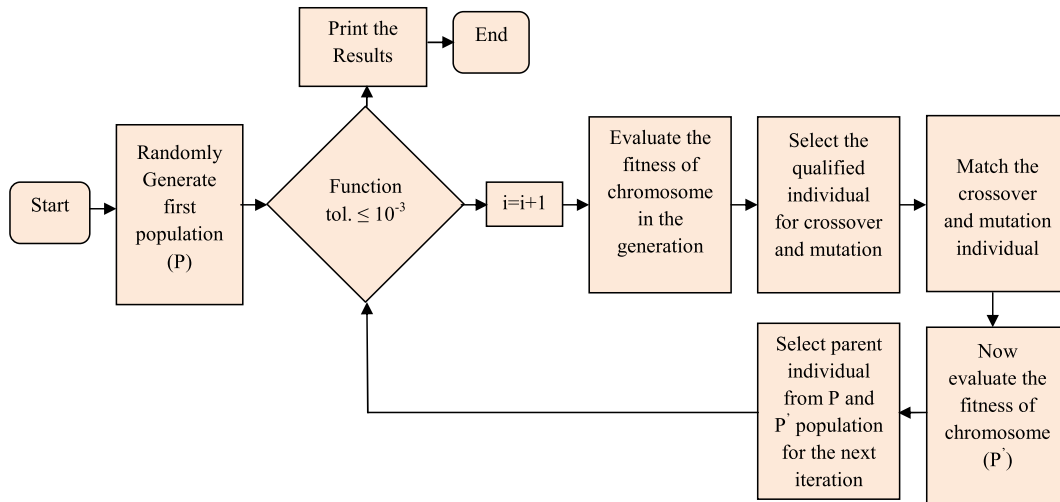 Print the
Results
End
Start
Randomly
Generate
first
population
(P)
Function
tol. ≤ 10⁻³
i=i+1
Evaluate the
fitness of
chromosome
in the
generation
Select the
qualified
individual
for crossover
and mutation
Match the
crossover
and mutation
individual
Now
evaluate the
fitness of
chromosome
(P')
Select parent
individual
from P and
P' population
for the next
iteration